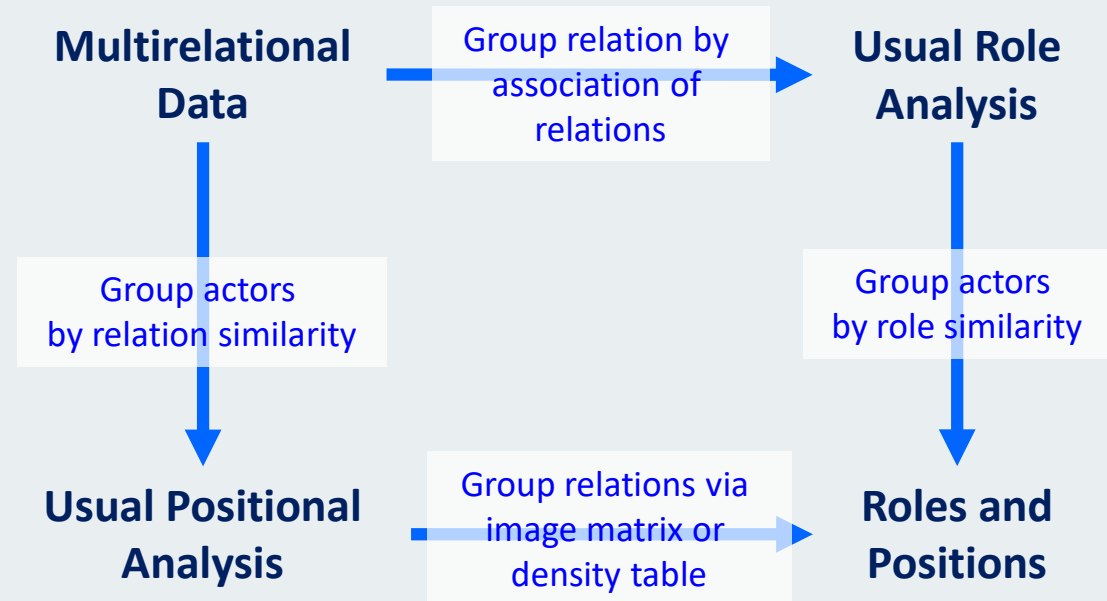 Multirelational
Data
Group relation by
association of
relations
Usual Role
Analysis
Group actors
by relation similarity
Group actors
by role similarity
Usual Positional
Analysis
Group relations via
image matrix or
density table
Roles and
Positions